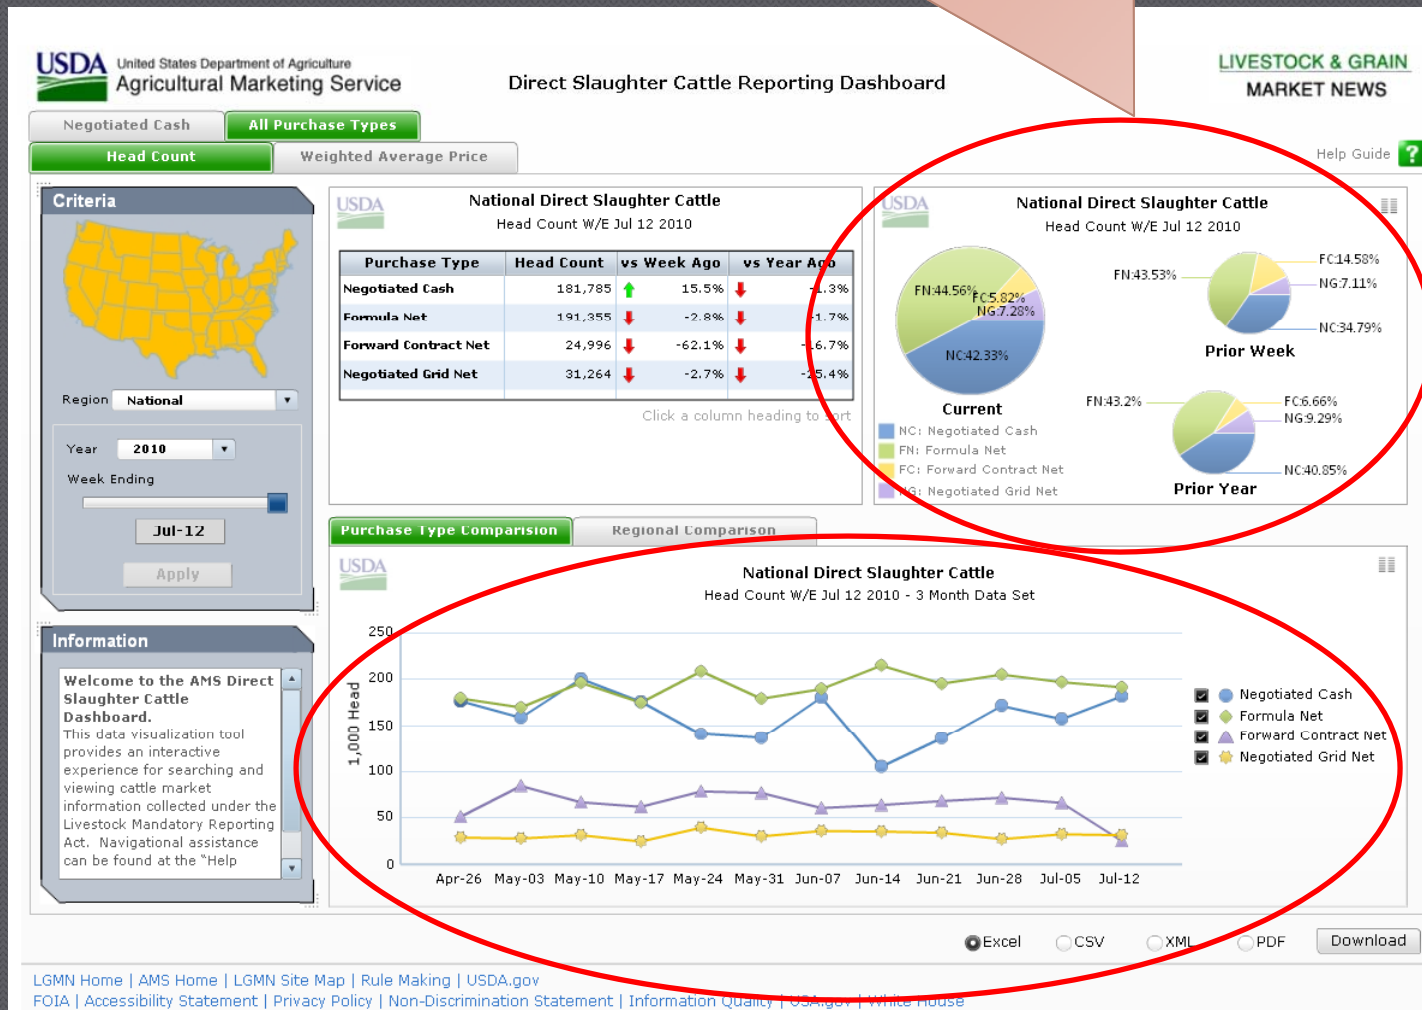 USDA United States Department of Agriculture
Agricultural Marketing Service
Direct Slaughter Cattle Reporting Dashboard
LIVESTOCK & GRAIN
MARKET NEWS
Negotiated Cash
All Purchase Types
Head Count
Weighted Average Price
Help Guide ?
Criteria
Region National
Year 2010
Week Ending
Jul-12
Apply
Information
Welcome to the AMS Direct
Slaughter Cattle
Dashboard.
This data visualization tool
provides an interactive
experience for searching and
viewing cattle market
information collected under the
Livestock Mandatory Reporting
Act. Navigational assistance
can be found at the "Help
USDA
National Direct Slaughter Cattle
Head Count W/E Jul 12 2010
Purchase Type Head Count vs Week Ago vs Year Ago
Negotiated Cash 181,785 15.5% -1.3%
Formula Net 191,355 -2.8% -1.7%
Forward Contract Net 24,996 -62.1% -16.7%
Negotiated Grid Net 31,264 -2.7% -25.4%
Click a column heading to sort
USDA
National Direct Slaughter Cattle
Head Count W/E Jul 12 2010
FN:44.56%
FC:5.82%
NG:7.28%
NC:42.33%
Current
NC: Negotiated Cash
FN: Formula Net
FC: Forward Contract Net
NG: Negotiated Grid Net
FN:43.53%
FC:14.58%
NG:7.11%
NC:34.79%
Prior Week
FN:43.2%
FC:6.66%
NG:9.29%
NC:40.85%
Prior Year
Purchase Type Comparision
Regional Comparison
USDA
National Direct Slaughter Cattle
Head Count W/E Jul 12 2010 - 3 Month Data Set
1,000 Head
250
200
150
100
50
0
Apr-26 May-03 May-10 May-17 May-24 May-31 Jun-07 Jun-14 Jun-21 Jun-28 Jul-05 Jul-12
Negotiated Cash
Formula Net
Forward Contract Net
Negotiated Grid Net
Excel CSV XML PDF Download
LGMN Home | AMS Home | LGMN Site Map | Rule Making | USDA.gov
FOIA | Accessibility Statement | Privacy Policy | Non-Discrimination Statement | Information Quality | USA.gov | White House